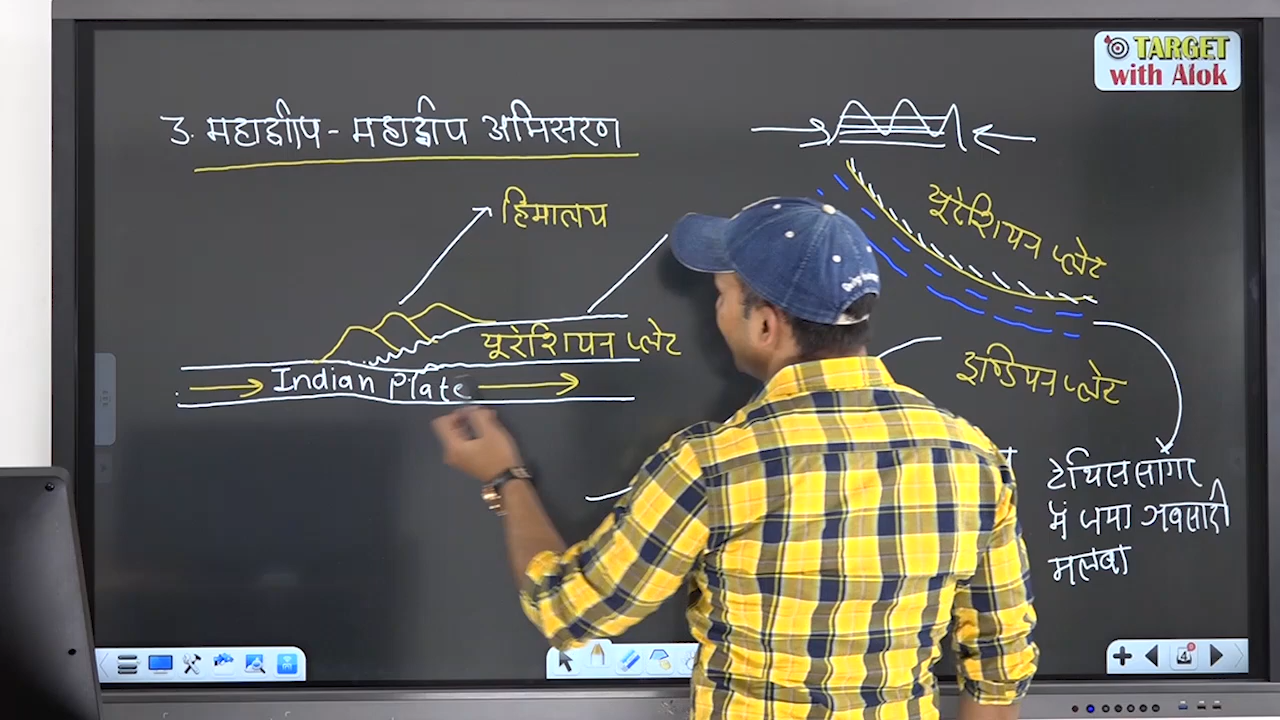 TARGET
with Alok
3. महाद्वीप - महाद्वीप अभिसरण
हिमालय
यूरेशियन प्लेट
यूरेशियन प्लेट
Indian Plate
इण्डियन प्लेट
टेथिस सागर
में जमा अवसादी
मलबा
4